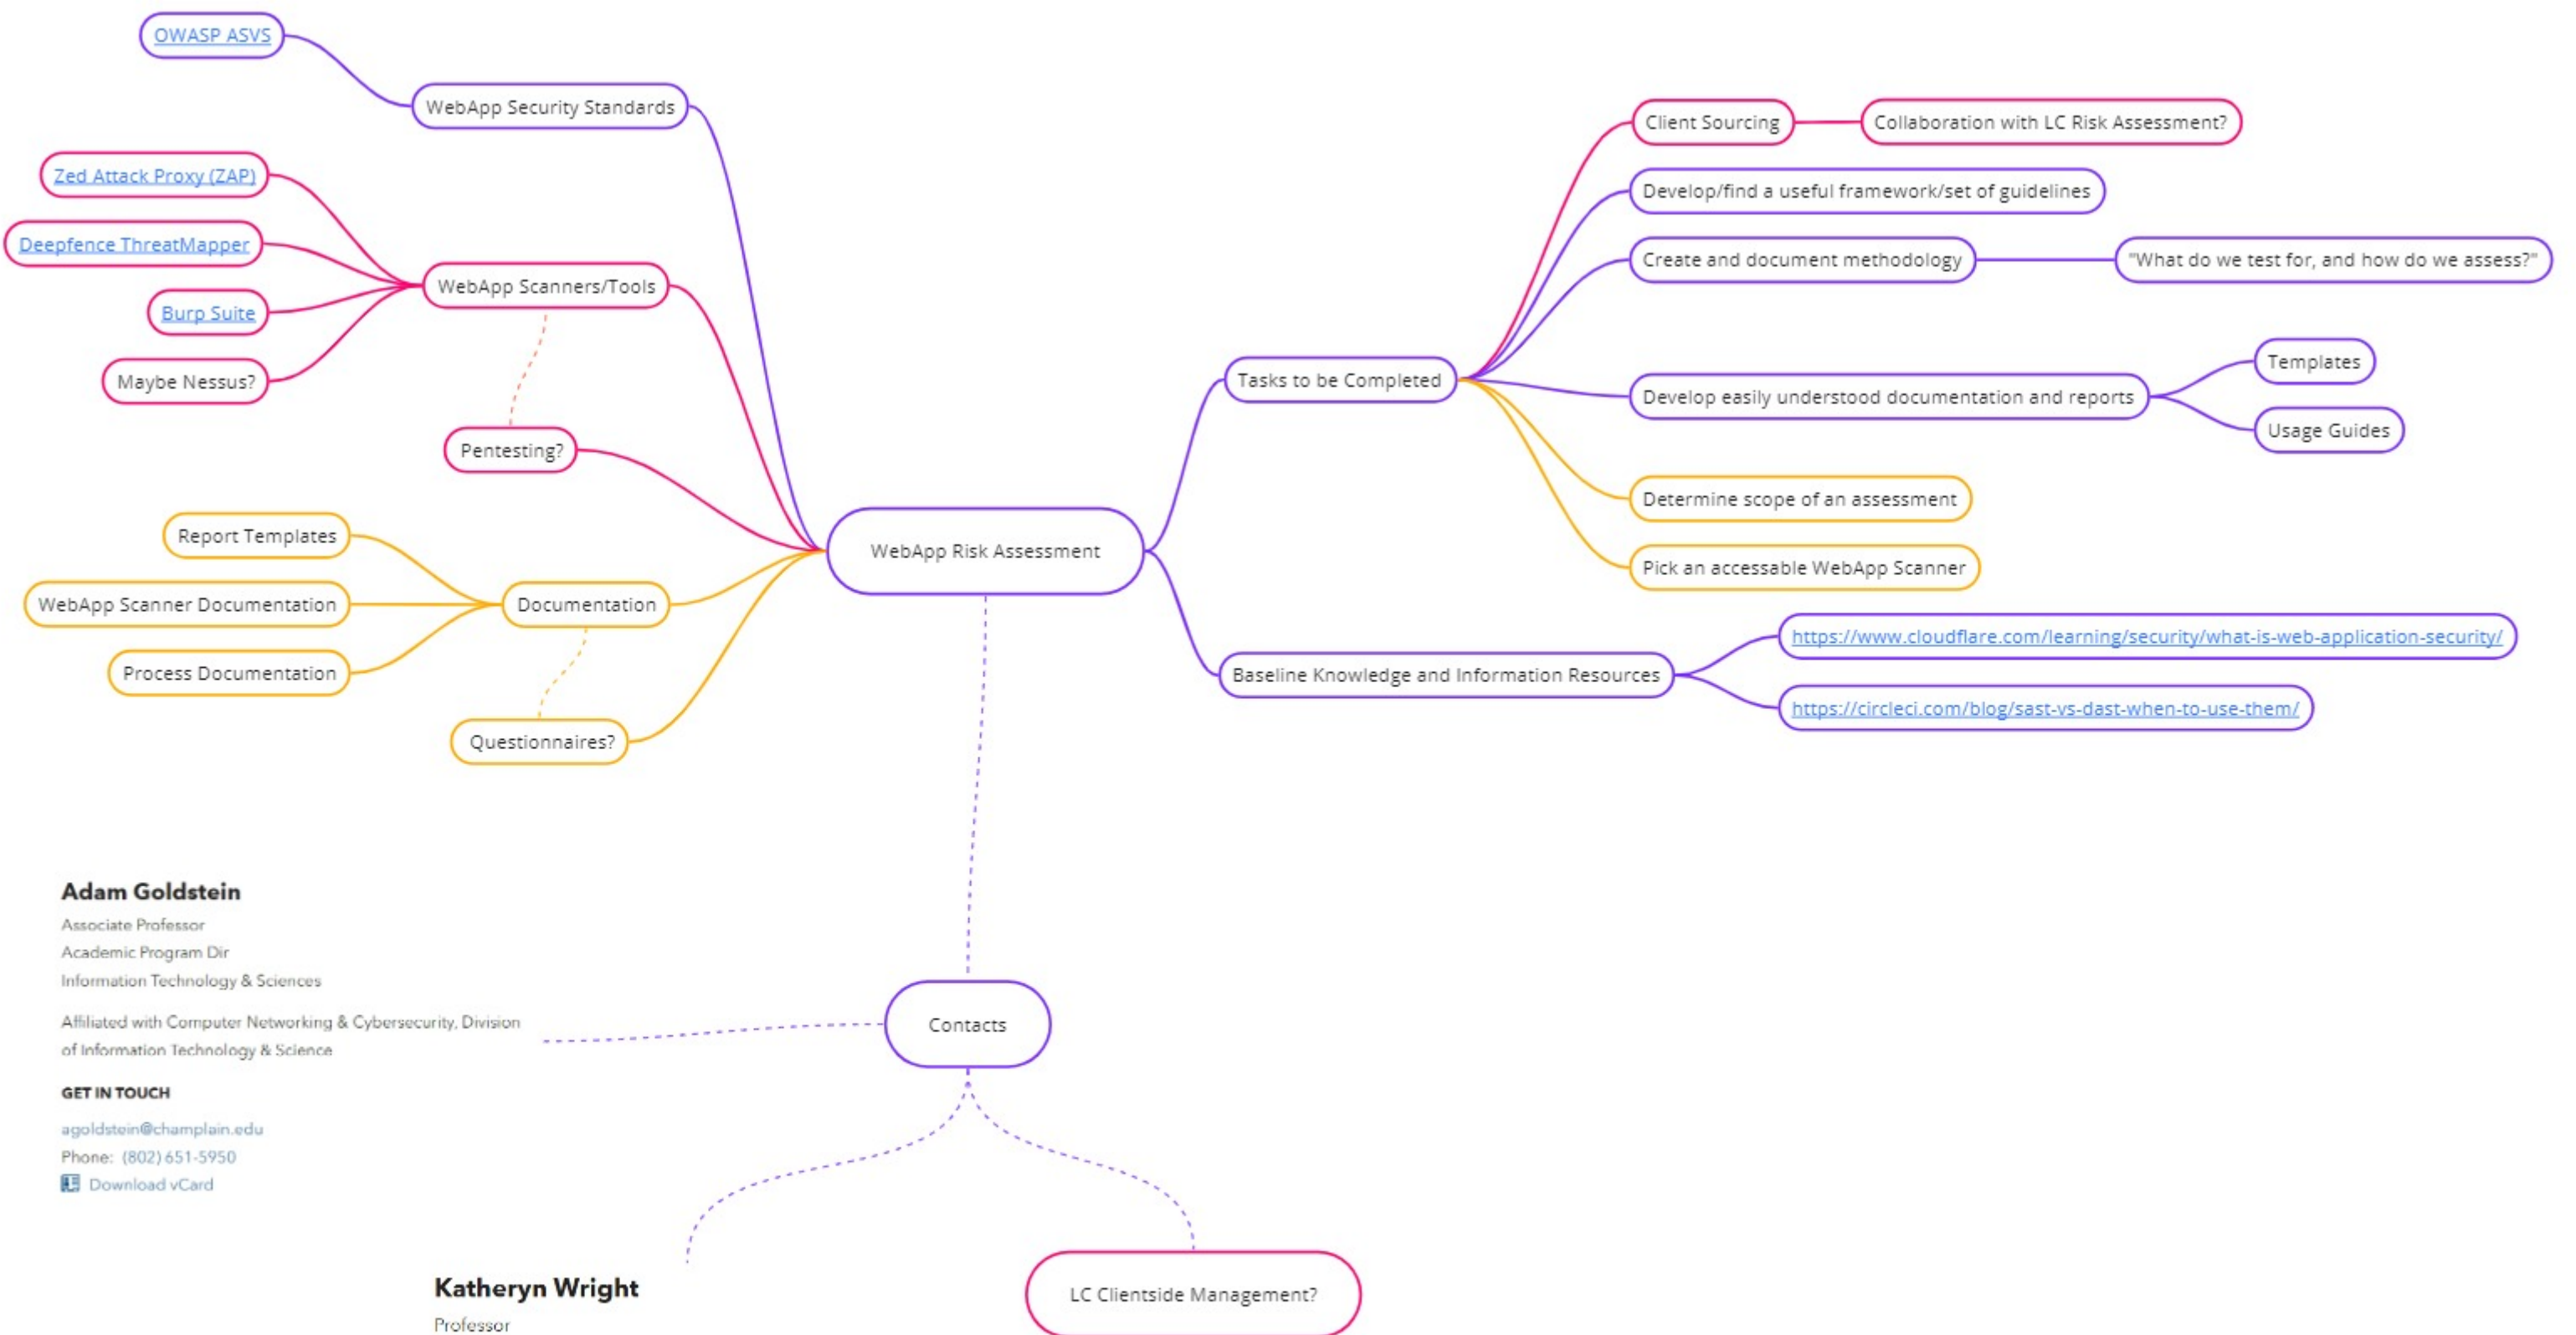 OWASP ASVS
WebApp Security Standards
Zed Attack Proxy (ZAP)
Deepfence ThreatMapper
WebApp Scanners/Tools
Burp Suite
Maybe Nessus?
Pentesting?
Report Templates
WebApp Scanner Documentation
Documentation
Process Documentation
Questionnaires?
WebApp Risk Assessment
Tasks to be Completed
Client Sourcing
Collaboration with LC Risk Assessment?
Develop/find a useful framework/set of guidelines
Create and document methodology
"What do we test for, and how do we assess?"
Develop easily understood documentation and reports
Templates
Usage Guides
Determine scope of an assessment
Pick an accessable WebApp Scanner
Baseline Knowledge and Information Resources
https://www.cloudflare.com/learning/security/what-is-web-application-security/
https://circleci.com/blog/sast-vs-dast-when-to-use-them/
Contacts
Adam Goldstein
Associate Professor
Academic Program Dir
Information Technology & Sciences
Affiliated with Computer Networking & Cybersecurity, Division
of Information Technology & Science
GET IN TOUCH
agoldstein@champlain.edu
Phone: (802) 651-5950
Download vCard
Katheryn Wright
Professor
LC Clientside Management?